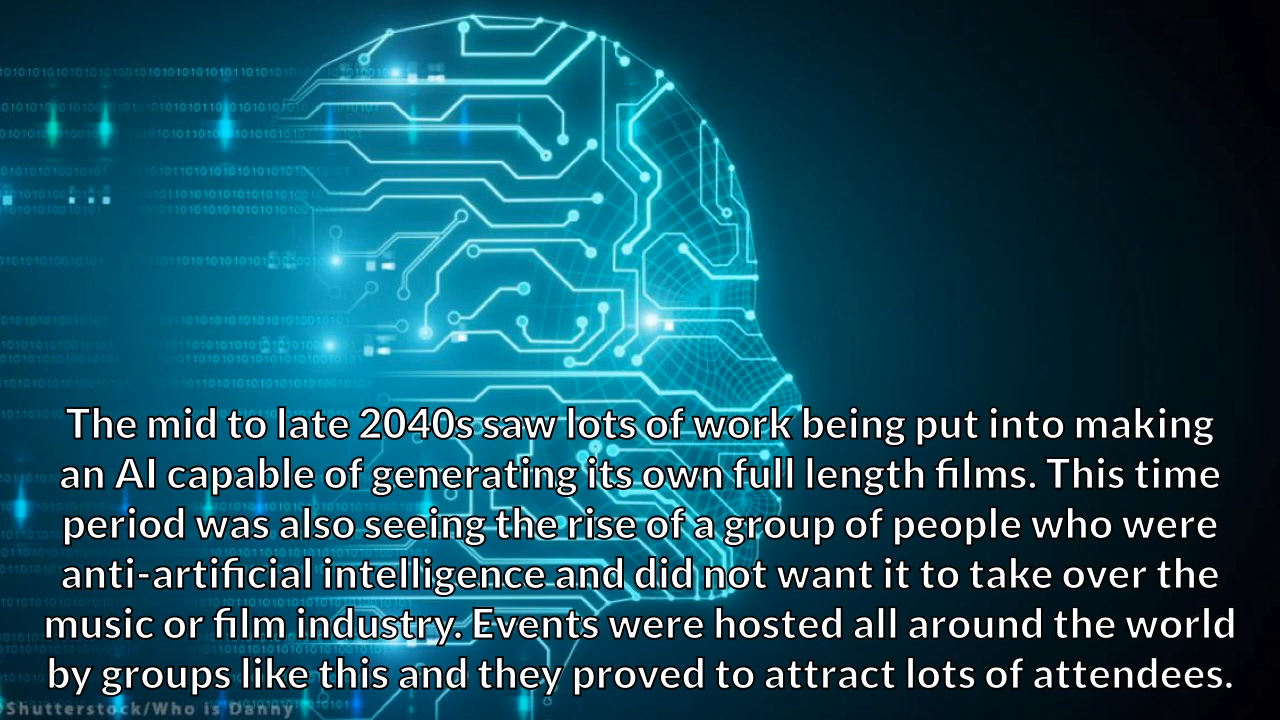 The mid to late 2040s saw lots of work being put into making
an AI capable of generating its own full length films. This time
period was also seeing the rise of a group of people who were
anti-artificial intelligence and did not want it to take over the
music or film industry. Events were hosted all around the world
by groups like this and they proved to attract lots of attendees.
Shutterstock/Who is Danny